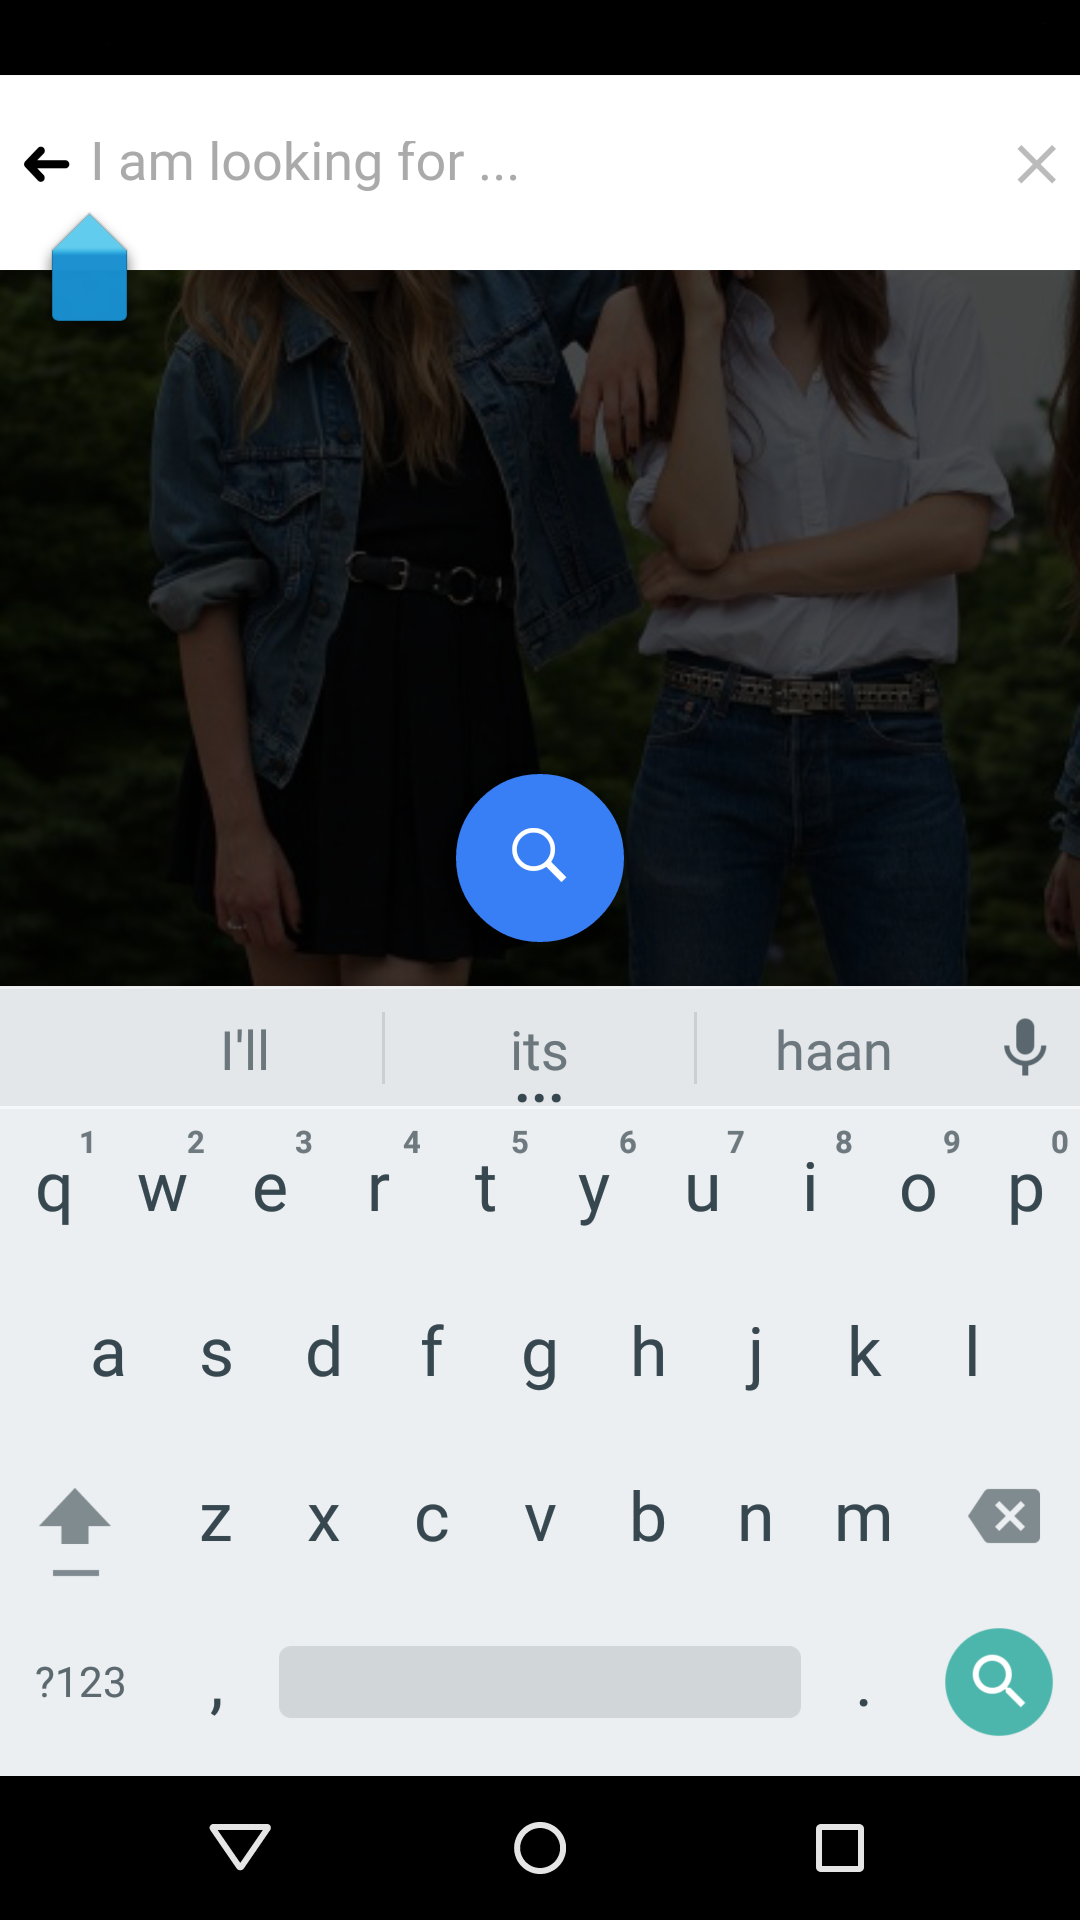 I am looking for ...
I'll its haan
1 2 3 4 5 6 7 8 9 0
q w e r t y u i o p
a s d f g h j k l
z x c v b n m
?123 , .